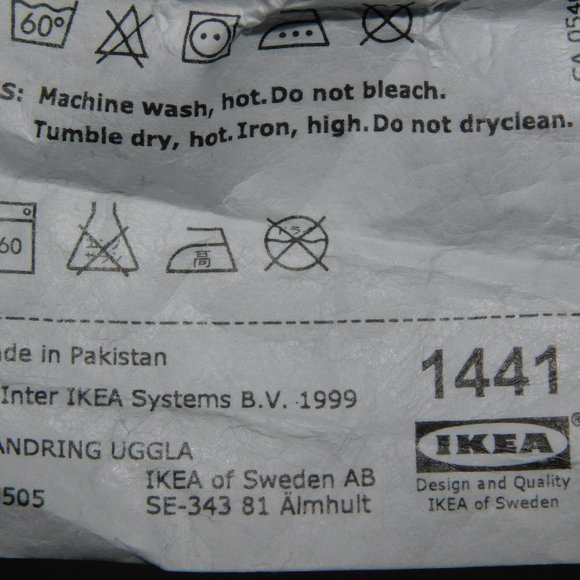 60°
S: Machine wash, hot. Do not bleach.
Tumble dry, hot. Iron, high. Do not dryclean.
60
高
de in Pakistan
Inter IKEA Systems B.V. 1999
ANDRING UGGLA
505
IKEA of Sweden AB
SE-343 81 Älmhult
1441
IKEA®
Design and Quality
IKEA of Sweden